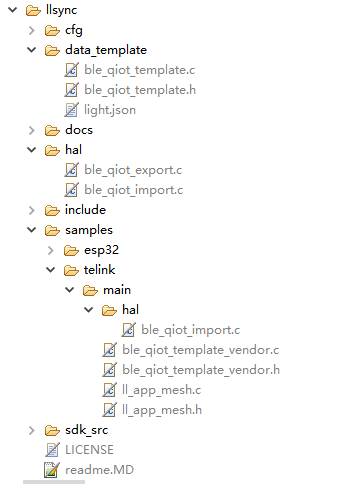 llsync
cfg
data_template
ble_qiot_template.c
ble_qiot_template.h
light.json
docs
hal
ble_qiot_export.c
ble_qiot_import.c
include
samples
esp32
telink
main
hal
ble_qiot_import.c
ble_qiot_template_vendor.c
ble_qiot_template_vendor.h
ll_app_mesh.c
ll_app_mesh.h
sdk_src
LICENSE
readme.MD